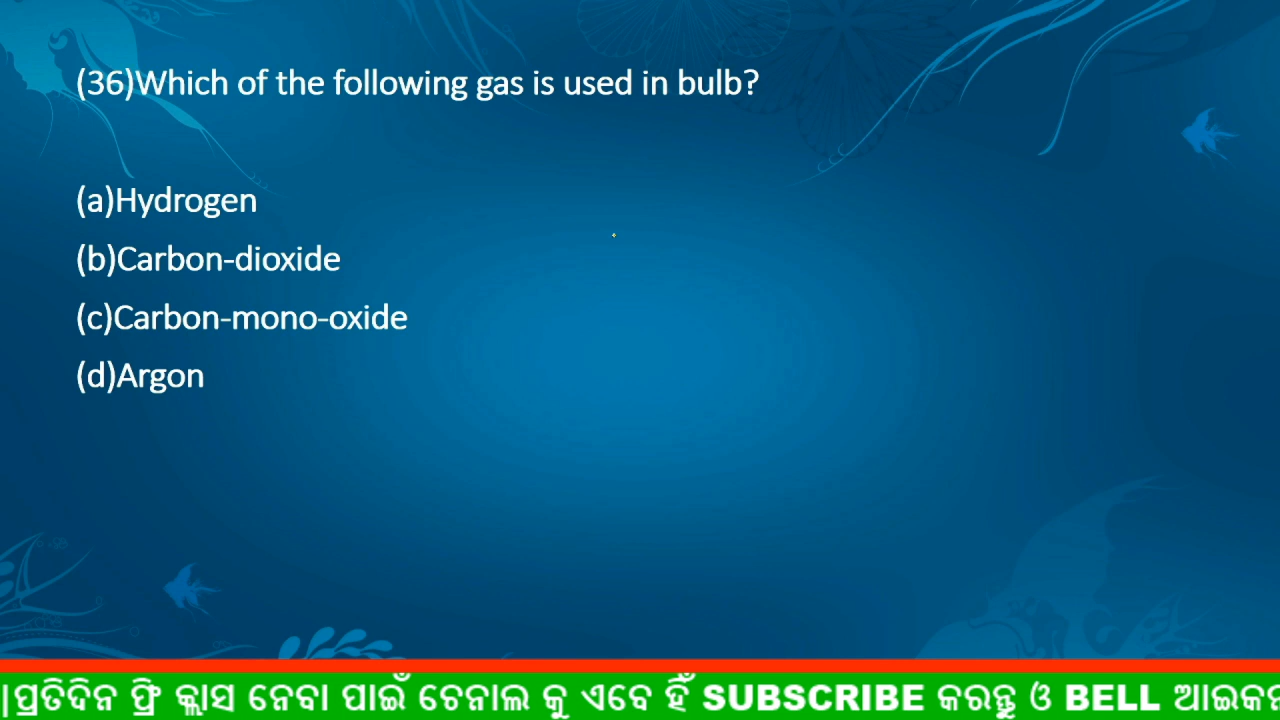 (36)Which of the following gas is used in bulb?
(a)Hydrogen
(b)Carbon-dioxide
(c)Carbon-mono-oxide
(d)Argon
|ପ୍ରତିଦିନ ଫ୍ରି କ୍ଲାସ ନେବା ପାଇଁ ଚେନାଲ କୁ ଏବେ ହିଁ SUBSCRIBE କରନ୍ତୁ ଓ BELL